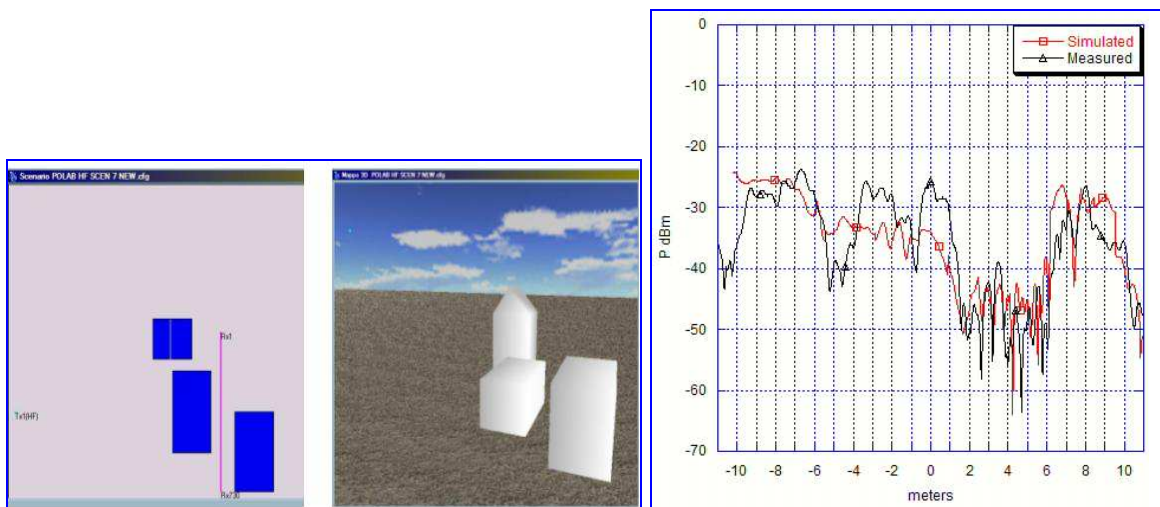 Scenario POLAB HF SCEN 7 NEW.cfg
Rx1
Tx1(HF)
Rx730
Mappa 3D POLAB HF SCEN 7 NEW.cfg
Simulated
Measured
0
-10
-20
-30
-40
-50
-60
-70
P dBm
-10 -8 -6 -4 -2 0 2 4 6 8 10
meters